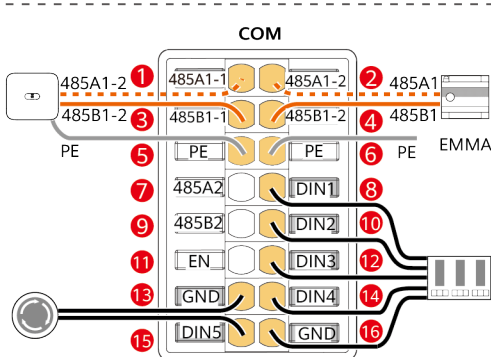 COM
485A1-2 1 485A1-1 485A1-2 2 485A1
485B1-2 3 485B1-1 485B1-2 4 485B1
PE 5 PE PE 6 PE EMMA
7 485A2 DIN1 8
9 485B2 DIN2 10
11 EN DIN3 12
13 GND DIN4 14
15 DIN5 GND 16